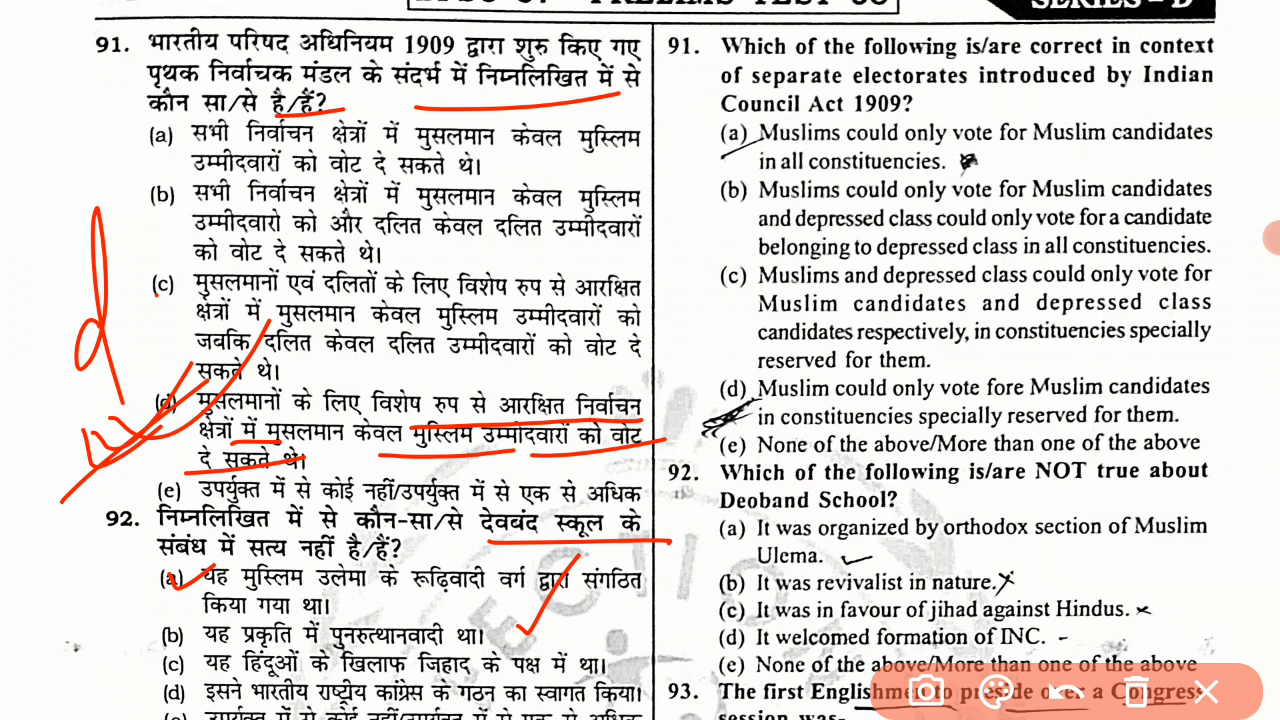 SERIES – D
91. भारतीय परिषद अधिनियम 1909 द्वारा शुरु किए गए
पृथक निर्वाचक मंडल के संदर्भ में निम्नलिखित में से
कौन सा/से है/हैं?
(a) सभी निर्वाचन क्षेत्रों में मुसलमान केवल मुस्लिम
उम्मीदवारों को वोट दे सकते थे।
(b) सभी निर्वाचन क्षेत्रों में मुसलमान केवल मुस्लिम
उम्मीदवारो को और दलित केवल दलित उम्मीदवारों
को वोट दे सकते थे।
(c) मुसलमानों एवं दलितों के लिए विशेष रुप से आरक्षित
क्षेत्रों में मुसलमान केवल मुस्लिम उम्मीदवारों को
जबकि दलित केवल दलित उम्मीदवारों को वोट दे
सकते थे।
(d) मुसलमानों के लिए विशेष रुप से आरक्षित निर्वाचन
क्षेत्रों में मुसलमान केवल मुस्लिम उम्मीदवारों को वोट
दे सकते थे।
(e) उपर्युक्त में से कोई नहीं/उपर्युक्त में से एक से अधिक
92. निम्नलिखित में से कौन-सा/से देवबंद स्कूल के
संबंध में सत्य नहीं है/हैं?
(a) यह मुस्लिम उलेमा के रूढ़िवादी वर्ग द्वारा संगठित
किया गया था।
(b) यह प्रकृति में पुनरुत्थानवादी था।
(c) यह हिंदूओं के खिलाफ जिहाद के पक्ष में था।
(d) इसने भारतीय राष्ट्रीय कांग्रेस के गठन का स्वागत किया।
d
91. Which of the following is/are correct in context
of separate electorates introduced by Indian
Council Act 1909?
(a) Muslims could only vote for Muslim candidates
in all constituencies.
(b) Muslims could only vote for Muslim candidates
and depressed class could only vote for a candidate
belonging to depressed class in all constituencies.
(c) Muslims and depressed class could only vote for
Muslim candidates and depressed class
candidates respectively, in constituencies specially
reserved for them.
(d) Muslim could only vote fore Muslim candidates
in constituencies specially reserved for them.
(e) None of the above/More than one of the above
92. Which of the following is/are NOT true about
Deoband School?
(a) It was organized by orthodox section of Muslim
Ulema.
(b) It was revivalist in nature.
(c) It was in favour of jihad against Hindus.
(d) It welcomed formation of INC.
(e) None of the above/More than one of the above
93. The first Englishmen to preside over a Congress
session was-